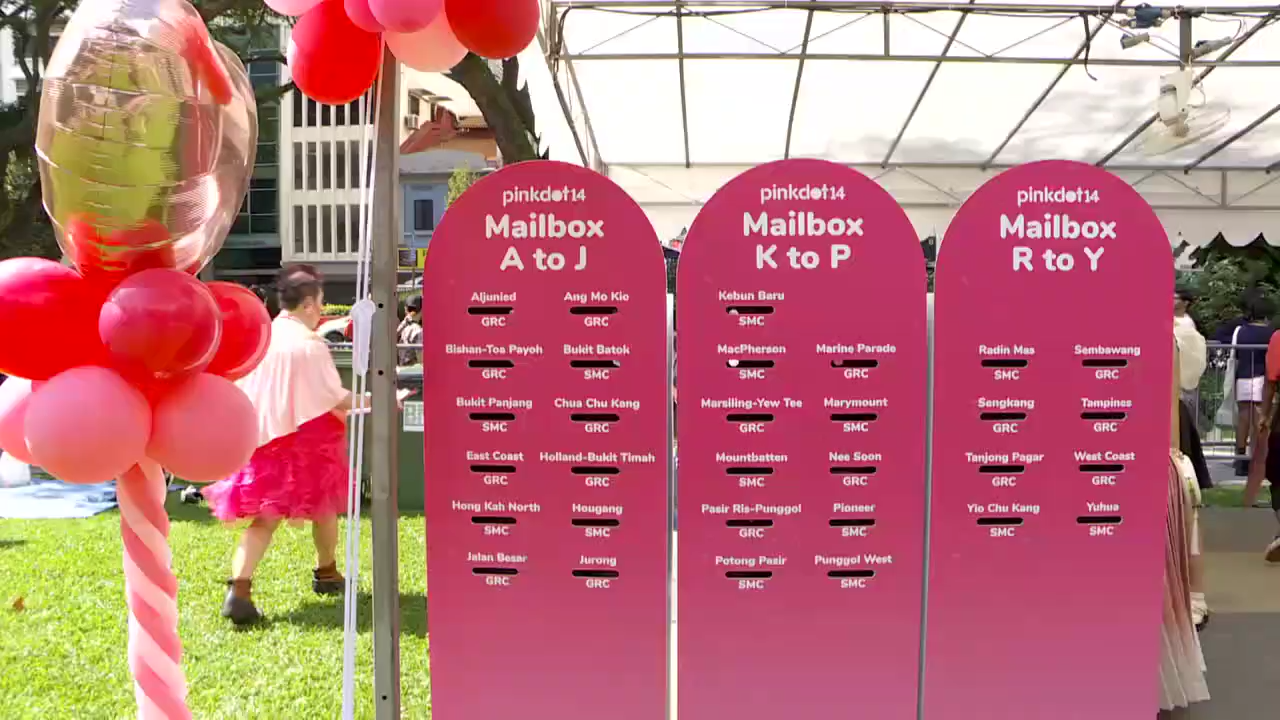 pinkdot14
Mailbox
A to J
Aljunied
GRC
Ang Mo Kio
GRC
Bishan-Toa Payoh
GRC
Bukit Batok
SMC
Bukit Panjang
SMC
Chua Chu Kang
GRC
East Coast
GRC
Holland-Bukit Timah
GRC
Hong Kah North
SMC
Hougang
SMC
Jalan Besar
GRC
Jurong
GRC
pinkdot14
Mailbox
K to P
Kebun Baru
SMC
MacPherson
SMC
Marine Parade
GRC
Marsiling-Yew Tee
GRC
Marymount
SMC
Mountbatten
SMC
Nee Soon
GRC
Pasir Ris-Punggol
GRC
Pioneer
SMC
Potong Pasir
SMC
Punggol West
SMC
pinkdot14
Mailbox
R to Y
Radin Mas
SMC
Sembawang
GRC
Sengkang
GRC
Tampines
GRC
Tanjong Pagar
GRC
West Coast
GRC
Yio Chu Kang
SMC
Yuhua
SMC